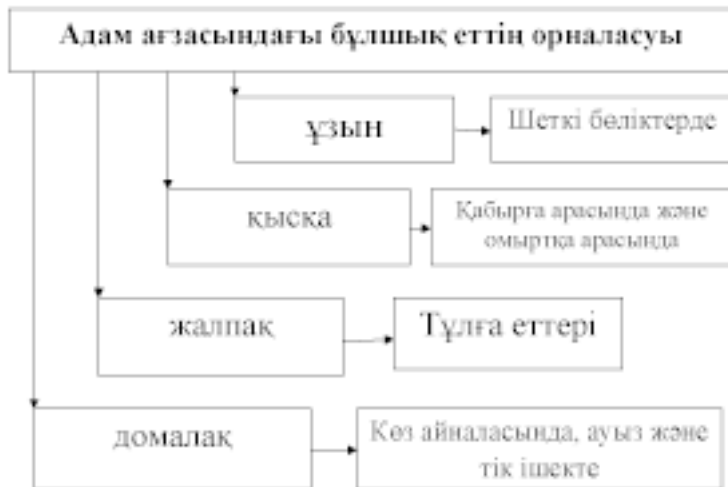 Адам ағзасындағы бұлшық еттің орналасуы
ұзын
Шеткі бөліктерде
қысқа
Қабырға арасында және
омыртқа арасында
жалпақ
Тұлға еттері
домалақ
Көз айналасында, ауыз және
тік ішекте